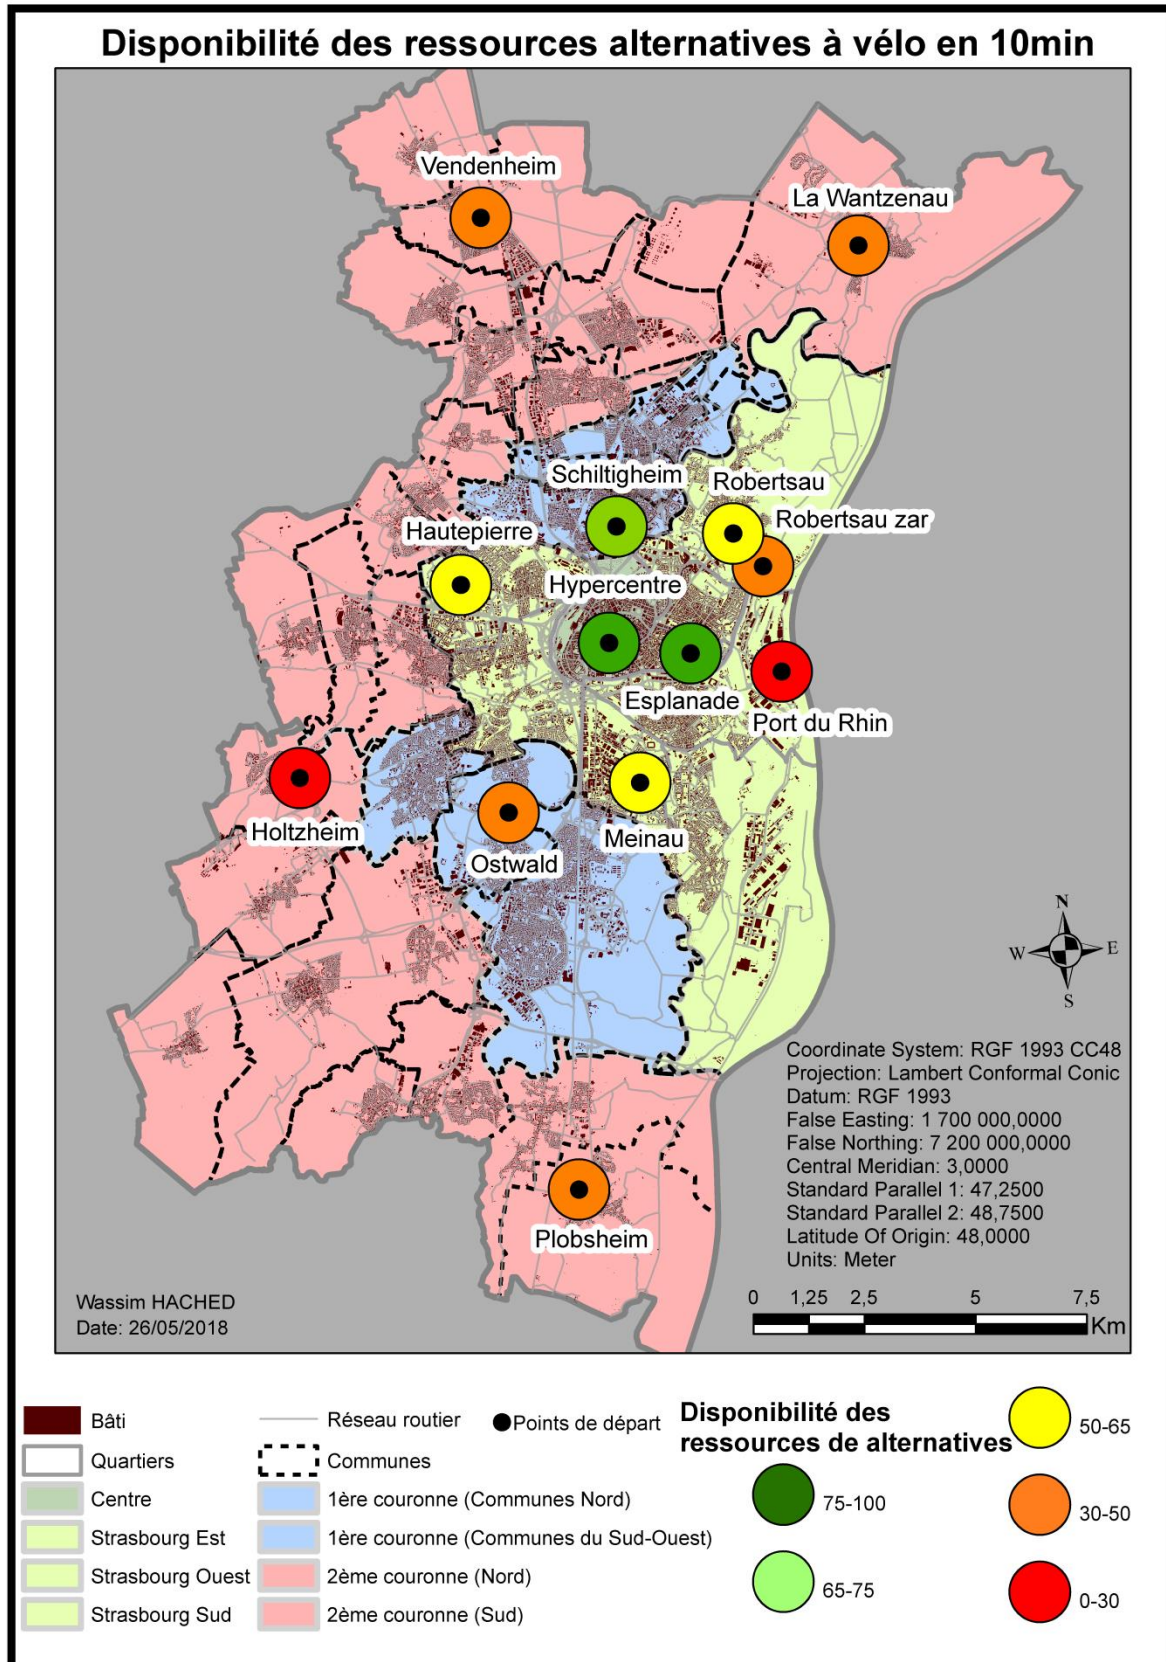 Disponibilité des ressources alternatives à vélo en 10min
Vendenheim
La Wantzenau
Schiltigheim
Robertsau
Robertsau zar
Hautepierre
Hypercentre
Esplanade
Port du Rhin
Holtzheim
Ostwald
Meinau
Plobsheim
N
W
E
S
Coordinate System: RGF 1993 CC48
Projection: Lambert Conformal Conic
Datum: RGF 1993
False Easting: 1 700 000,0000
False Northing: 7 200 000,0000
Central Meridian: 3,0000
Standard Parallel 1: 47,2500
Standard Parallel 2: 48,7500
Latitude Of Origin: 48,0000
Units: Meter
Wassim HACHED
Date: 26/05/2018
0 1,25 2,5 5 7,5
Km
Bâti
Quartiers
Centre
Strasbourg Est
Strasbourg Ouest
Strasbourg Sud
Réseau routier
Communes
1ère couronne (Communes Nord)
1ère couronne (Communes du Sud-Ouest)
2ème couronne (Nord)
2ème couronne (Sud)
Points de départ
Disponibilité des
ressources de alternatives
75-100
65-75
50-65
30-50
0-30